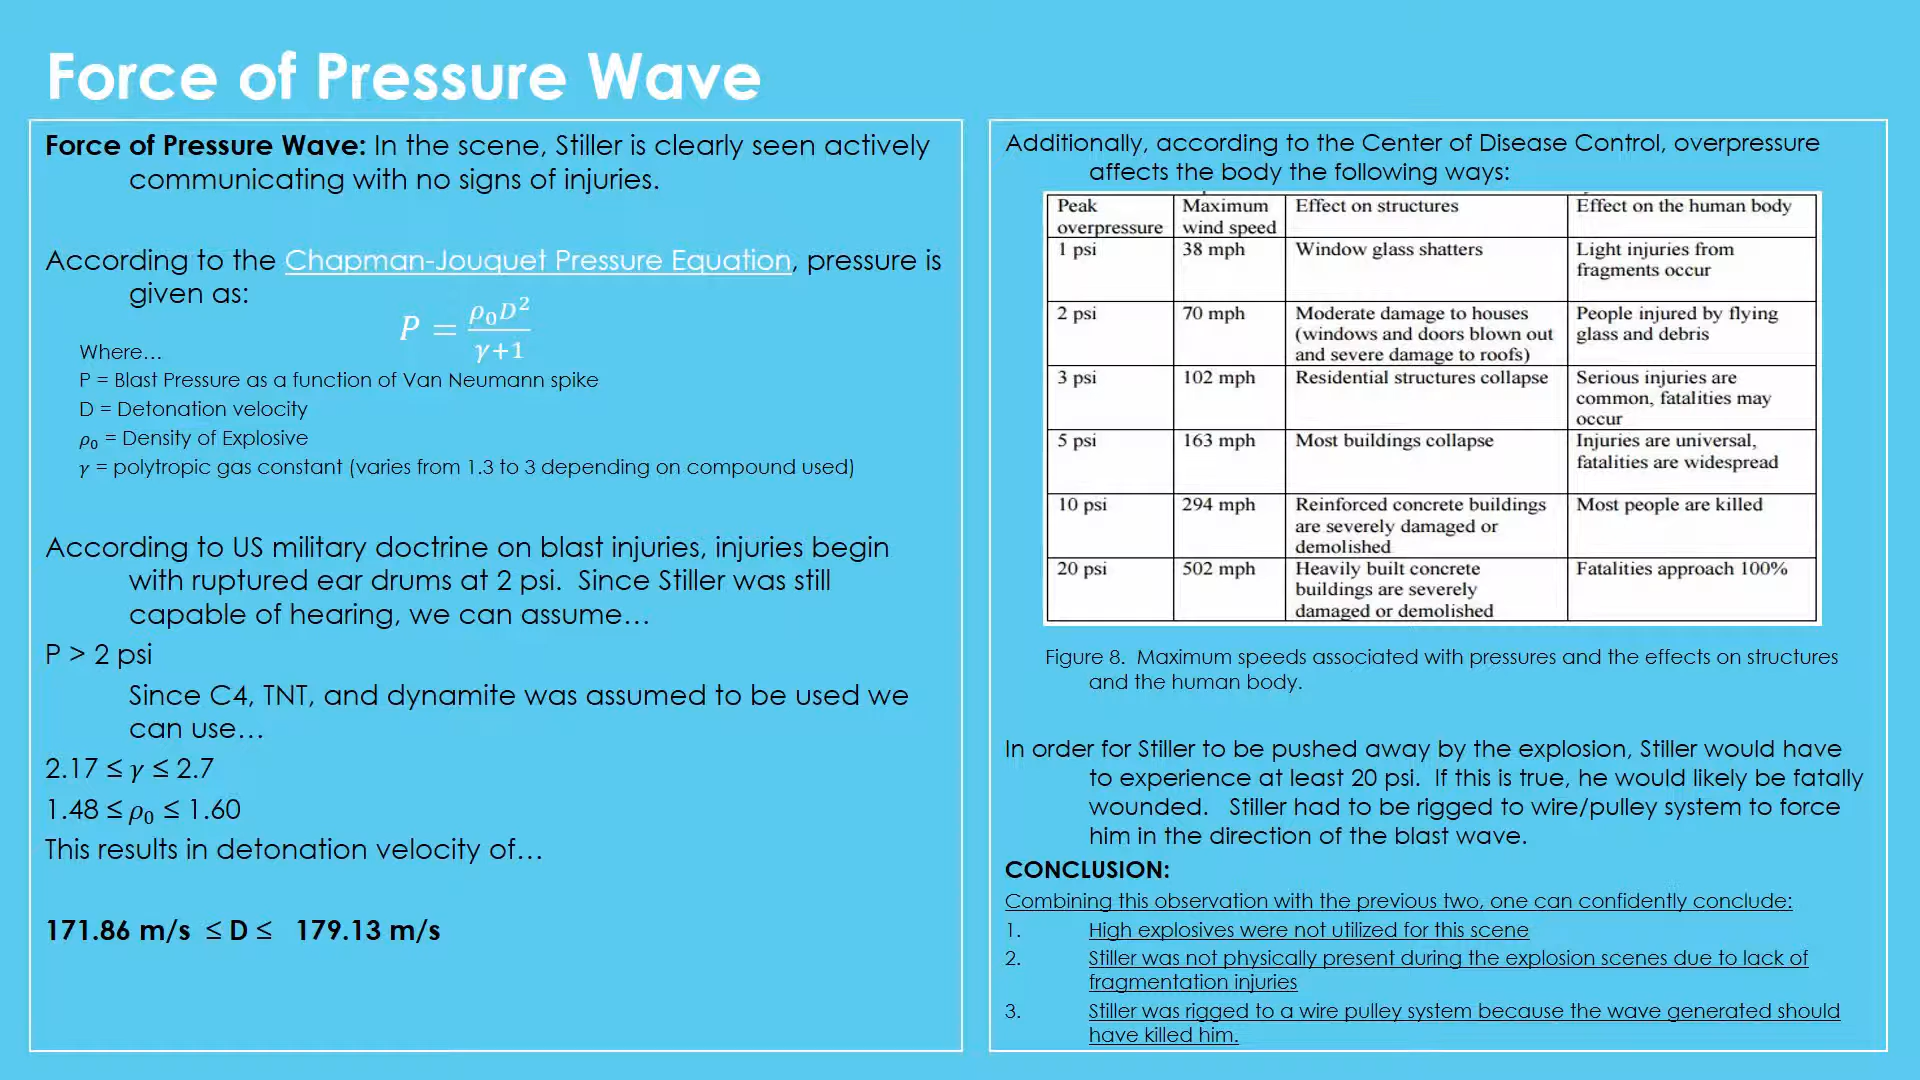 Force of Pressure Wave
Force of Pressure Wave: In the scene, Stiller is clearly seen actively
communicating with no signs of injuries.
According to the Chapman-Jouquet Pressure Equation, pressure is
given as:
P = ρ₀D² / γ+1
Where…
P = Blast Pressure as a function of Van Neumann spike
D = Detonation velocity
ρ₀ = Density of Explosive
γ = polytropic gas constant (varies from 1.3 to 3 depending on compound used)
According to US military doctrine on blast injuries, injuries begin
with ruptured ear drums at 2 psi. Since Stiller was still
capable of hearing, we can assume…
P > 2 psi
Since C4, TNT, and dynamite was assumed to be used we
can use…
2.17 ≤ γ ≤ 2.7
1.48 ≤ ρ₀ ≤ 1.60
This results in detonation velocity of…
171.86 m/s ≤ D ≤ 179.13 m/s
Additionally, according to the Center of Disease Control, overpressure
affects the body the following ways:
Peak overpressure | Maximum wind speed | Effect on structures | Effect on the human body
1 psi | 38 mph | Window glass shatters | Light injuries from fragments occur
2 psi | 70 mph | Moderate damage to houses (windows and doors blown out and severe damage to roofs) | People injured by flying glass and debris
3 psi | 102 mph | Residential structures collapse | Serious injuries are common, fatalities may occur
5 psi | 163 mph | Most buildings collapse | Injuries are universal, fatalities are widespread
10 psi | 294 mph | Reinforced concrete buildings are severely damaged or demolished | Most people are killed
20 psi | 502 mph | Heavily built concrete buildings are severely damaged or demolished | Fatalities approach 100%
Figure 8. Maximum speeds associated with pressures and the effects on structures
and the human body.
In order for Stiller to be pushed away by the explosion, Stiller would have
to experience at least 20 psi. If this is true, he would likely be fatally
wounded. Stiller had to be rigged to wire/pulley system to force
him in the direction of the blast wave.
CONCLUSION:
Combining this observation with the previous two, one can confidently conclude:
1. High explosives were not utilized for this scene
2. Stiller was not physically present during the explosion scenes due to lack of
fragmentation injuries
3. Stiller was rigged to a wire pulley system because the wave generated should
have killed him.